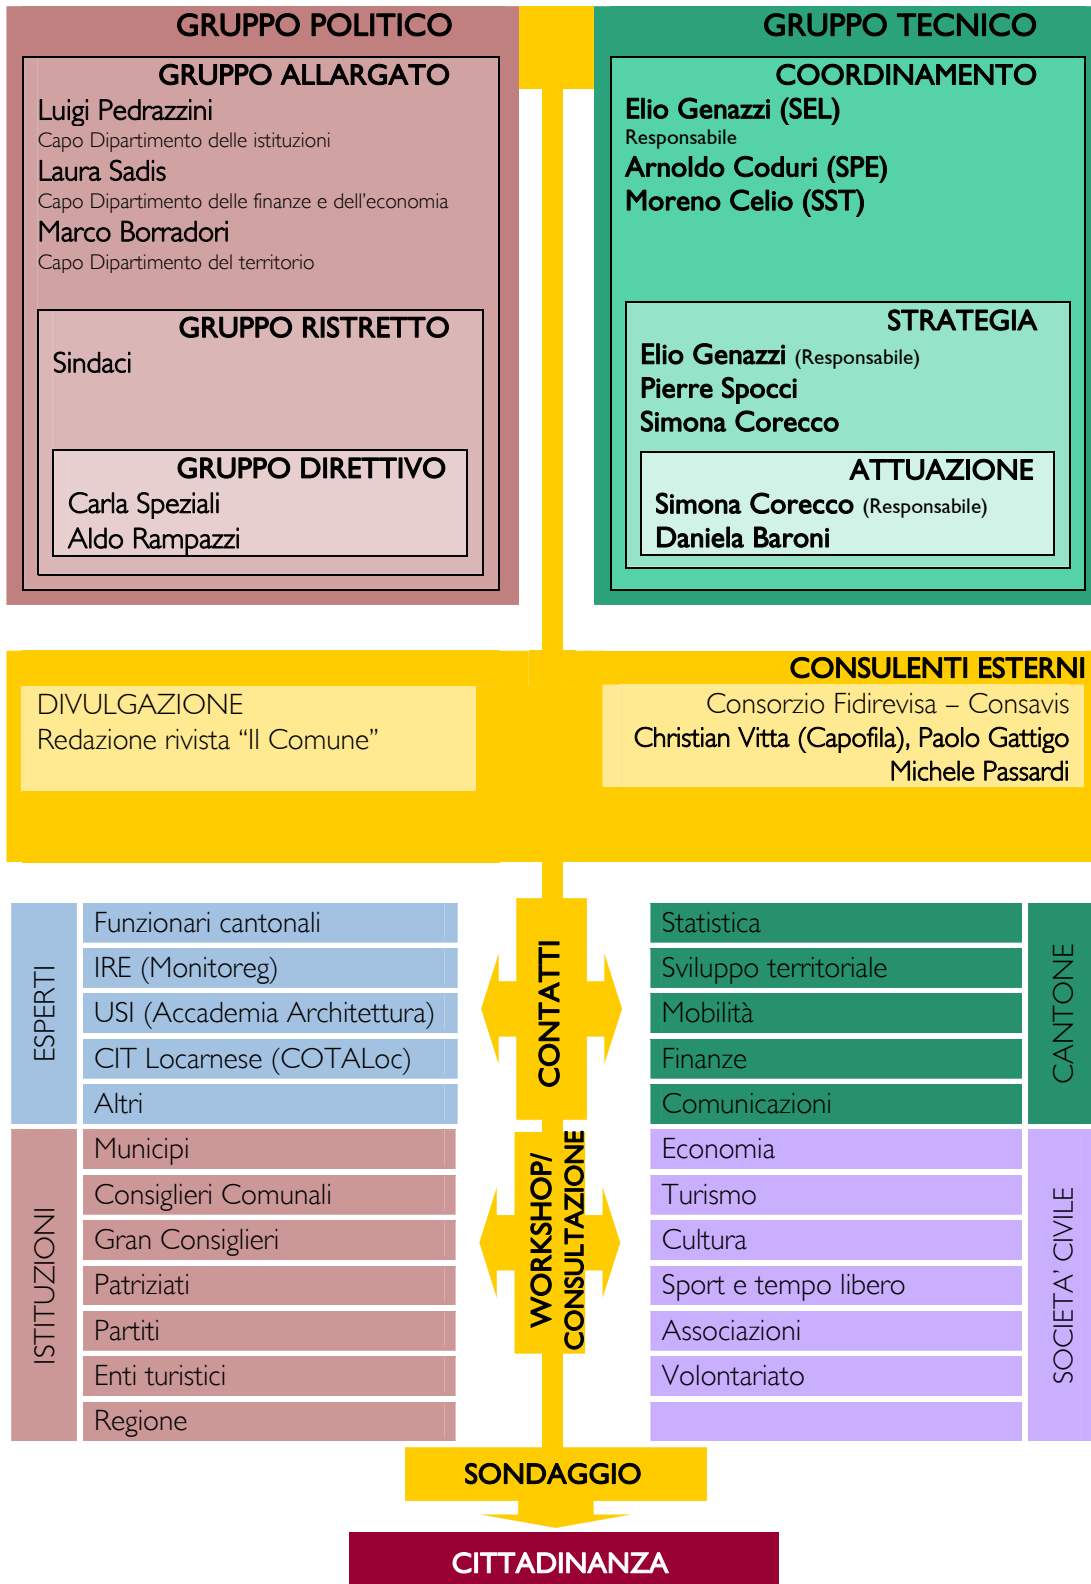 GRUPPO POLITICO
GRUPPO ALLARGATO
Luigi Pedrazzini
Capo Dipartimento delle istituzioni
Laura Sadis
Capo Dipartimento delle finanze e dell'economia
Marco Borradori
Capo Dipartimento del territorio
GRUPPO RISTRETTO
Sindaci
GRUPPO DIRETTIVO
Carla Speziali
Aldo Rampazzi
GRUPPO TECNICO
COORDINAMENTO
Elio Genazzi (SEL)
Responsabile
Arnoldo Coduri (SPE)
Moreno Celio (SST)
STRATEGIA
Elio Genazzi (Responsabile)
Pierre Spocci
Simona Corecco
ATTUAZIONE
Simona Corecco (Responsabile)
Daniela Baroni
DIVULGAZIONE
Redazione rivista “Il Comune”
CONSULENTI ESTERNI
Consorzio Fidirevisa – Consavis
Christian Vitta (Capofila), Paolo Gattigo
Michele Passardi
ESPERTI
Funzionari cantonali
IRE (Monitoreg)
USI (Accademia Architettura)
CIT Locarnese (COTALoc)
Altri
CONTATTI
Statistica
Sviluppo territoriale
Mobilità
Finanze
Comunicazioni
CANTONE
ISTITUZIONI
Municipi
Consiglieri Comunali
Gran Consiglieri
Patriziati
Partiti
Enti turistici
Regione
WORKSHOP/
CONSULTAZIONE
Economia
Turismo
Cultura
Sport e tempo libero
Associazioni
Volontariato
SOCIETA' CIVILE
SONDAGGIO
CITTADINANZA